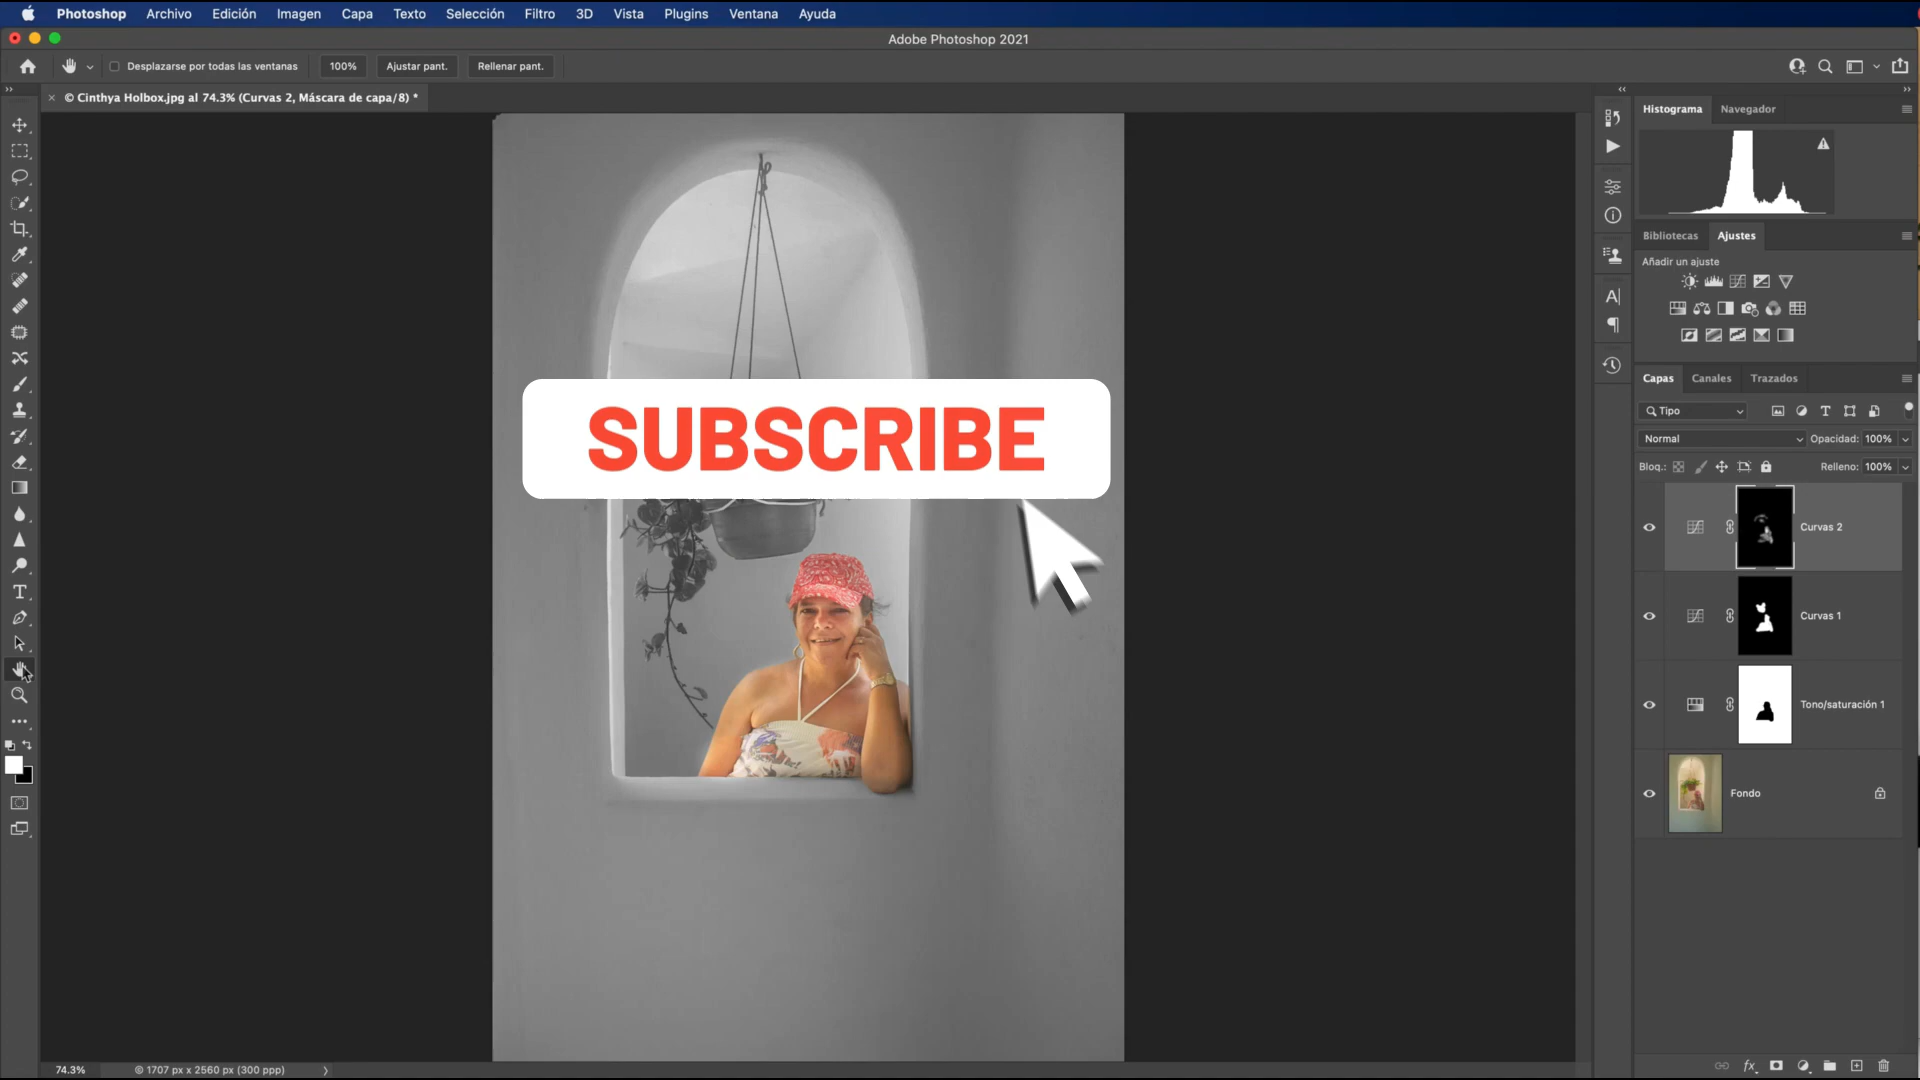 Photoshop Archivo Edición Imagen Capa Texto Selección Filtro 3D Vista Plugins Ventana Ayuda
Adobe Photoshop 2021
Desplazarse por todas las ventanas 100% Ajustar pant. Rellenar pant.
© Cinthya Holbox.jpg al 74.3% (Curvas 2, Máscara de capa/8) *
Histograma Navegador
Bibliotecas Ajustes
Añadir un ajuste
Capas Canales Trazados
Tipo
Normal Opacidad: 100%
Bloq.: Relleno: 100%
SUBSCRIBE
Curvas 2
Curvas 1
Tono/saturación 1
Fondo
74.3% © 1707 px x 2560 px (300 ppp)